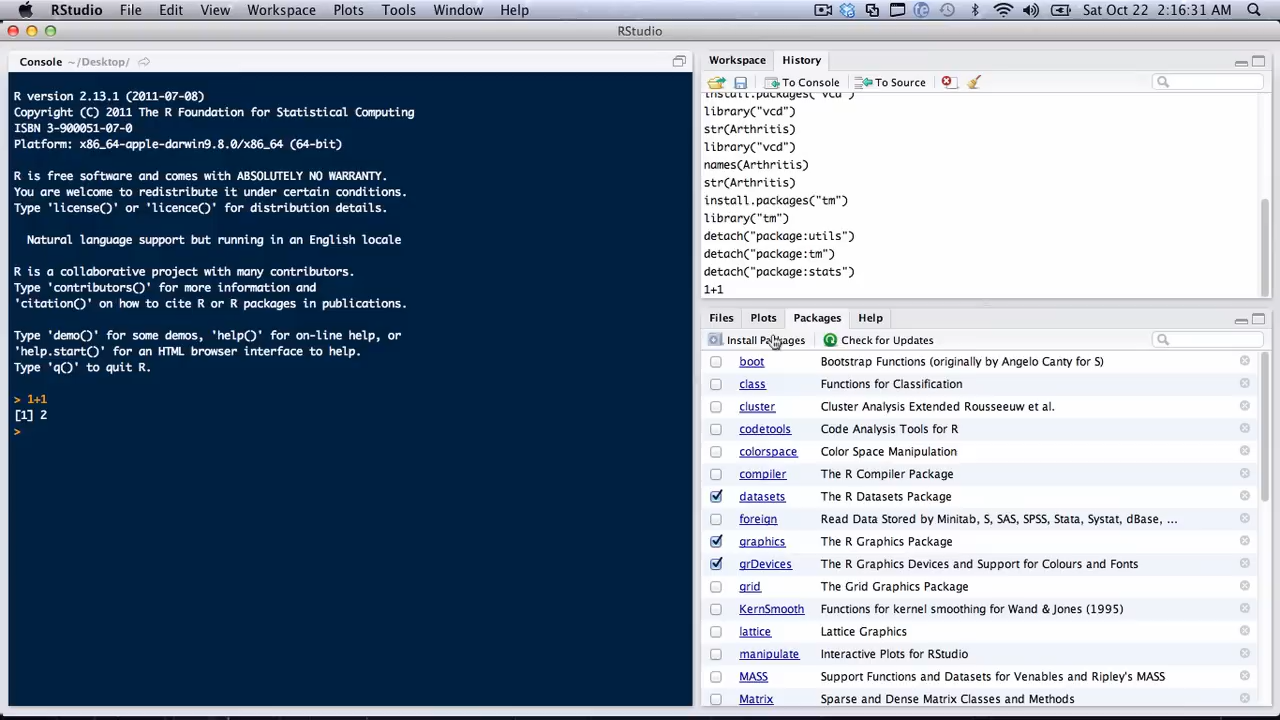 RStudio File Edit View Workspace Plots Tools Window Help Sat Oct 22 2:16:31 AM
RStudio
Console ~/Desktop/
R version 2.13.1 (2011-07-08)
Copyright (C) 2011 The R Foundation for Statistical Computing
ISBN 3-900051-07-0
Platform: x86_64-apple-darwin9.8.0/x86_64 (64-bit)
R is free software and comes with ABSOLUTELY NO WARRANTY.
You are welcome to redistribute it under certain conditions.
Type 'license()' or 'licence()' for distribution details.
Natural language support but running in an English locale
R is a collaborative project with many contributors.
Type 'contributors()' for more information and
'citation()' on how to cite R or R packages in publications.
Type 'demo()' for some demos, 'help()' for on-line help, or
'help.start()' for an HTML browser interface to help.
Type 'q()' to quit R.
> 1+1
[1] 2
>
Workspace History
To Console To Source
install.packages("vcd")
library("vcd")
str(Arthritis)
library("vcd")
names(Arthritis)
str(Arthritis)
install.packages("tm")
library("tm")
detach("package:utils")
detach("package:tm")
detach("package:stats")
1+1
Files Plots Packages Help
Install Packages Check for Updates
boot Bootstrap Functions (originally by Angelo Canty for S)
class Functions for Classification
cluster Cluster Analysis Extended Rousseeuw et al.
codetools Code Analysis Tools for R
colorspace Color Space Manipulation
compiler The R Compiler Package
datasets The R Datasets Package
foreign Read Data Stored by Minitab, S, SAS, SPSS, Stata, Systat, dBase, ...
graphics The R Graphics Package
grDevices The R Graphics Devices and Support for Colours and Fonts
grid The Grid Graphics Package
KernSmooth Functions for kernel smoothing for Wand & Jones (1995)
lattice Lattice Graphics
manipulate Interactive Plots for RStudio
MASS Support Functions and Datasets for Venables and Ripley's MASS
Matrix Sparse and Dense Matrix Classes and Methods